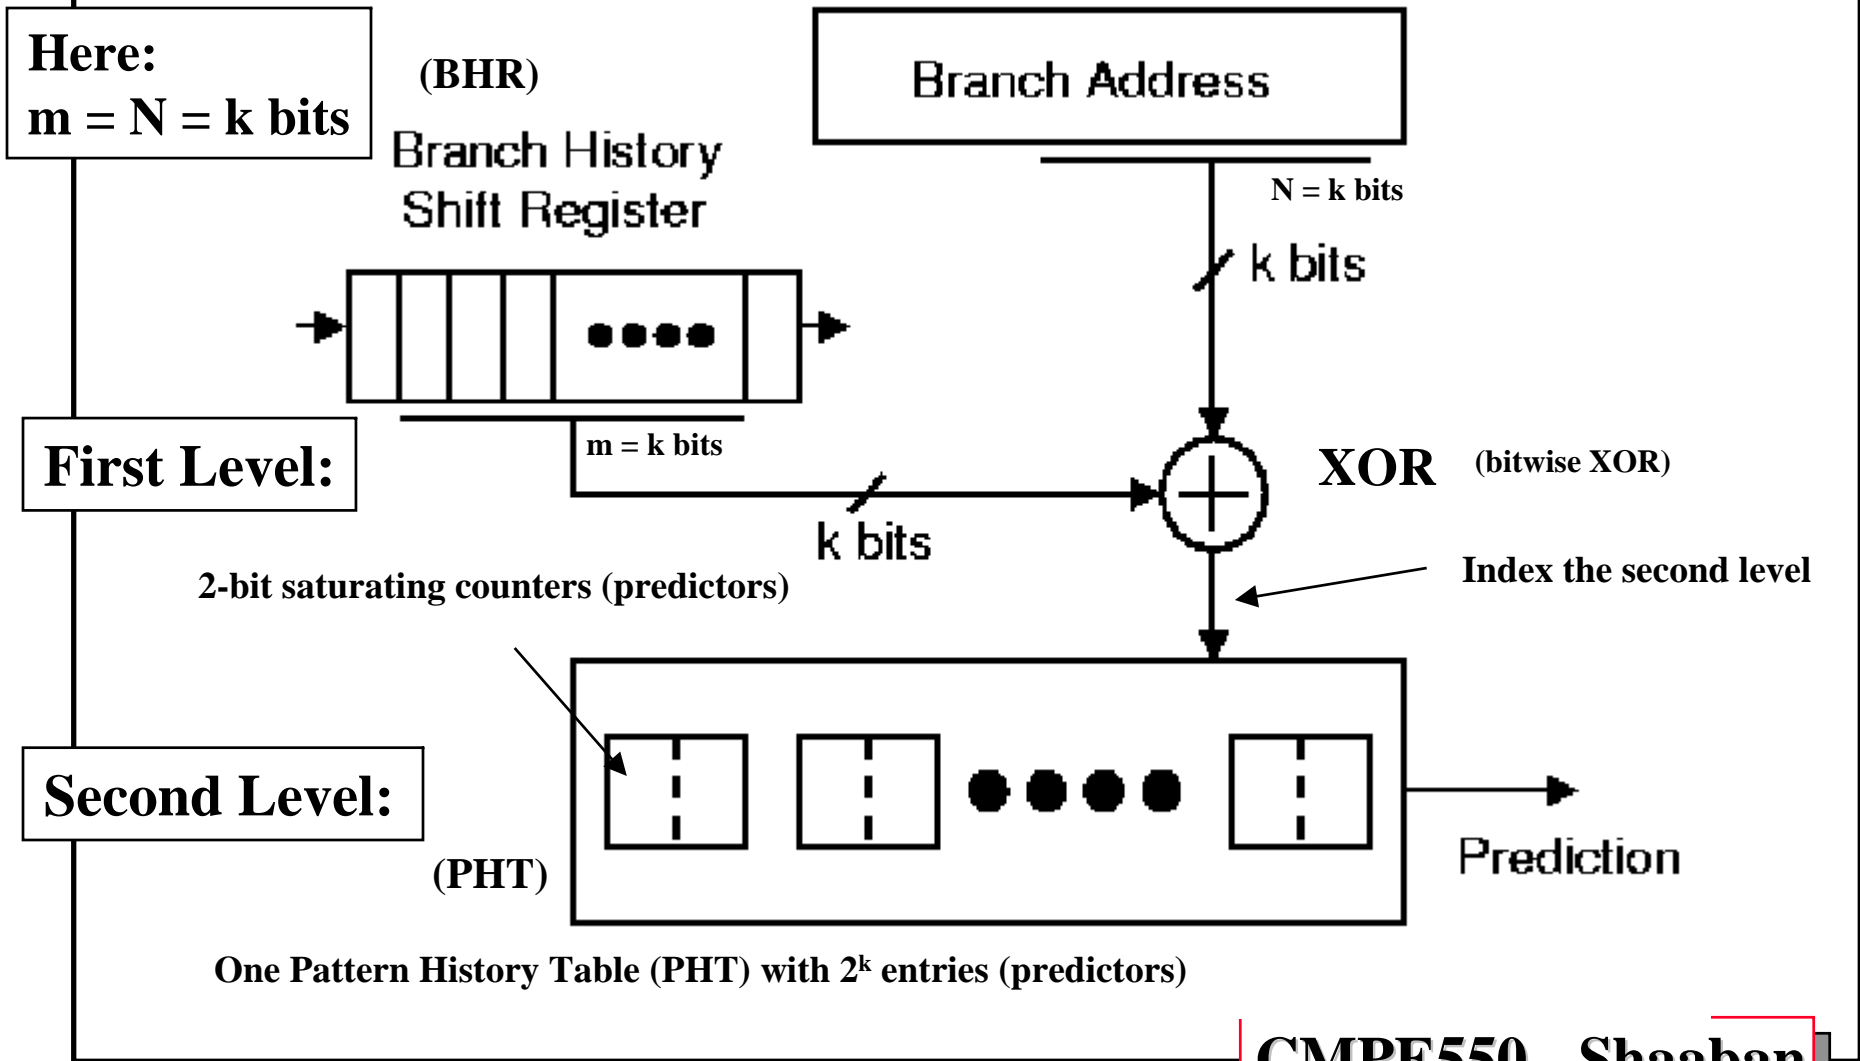 Here:
m = N = k bits
(BHR)
Branch History
Shift Register
Branch Address
N = k bits
k bits
First Level:
m = k bits
k bits
XOR (bitwise XOR)
2-bit saturating counters (predictors)
Index the second level
Second Level:
(PHT)
Prediction
One Pattern History Table (PHT) with 2ᵏ entries (predictors)
CMPE550 - Shaaban